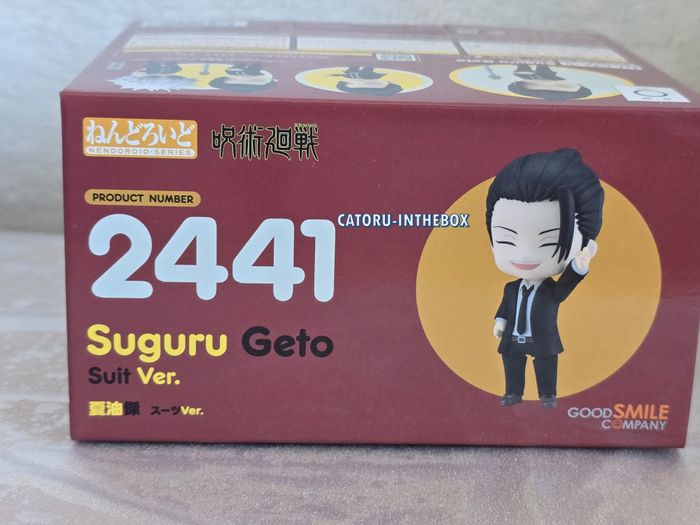 ねんどろいど
NENDOROID-SERIES
呪術廻戦
PRODUCT NUMBER
2441
CATORU-INTHEBOX
Suguru Geto
Suit Ver.
夏油傑 スーツVer.
GOOD SMILE
COMPANY